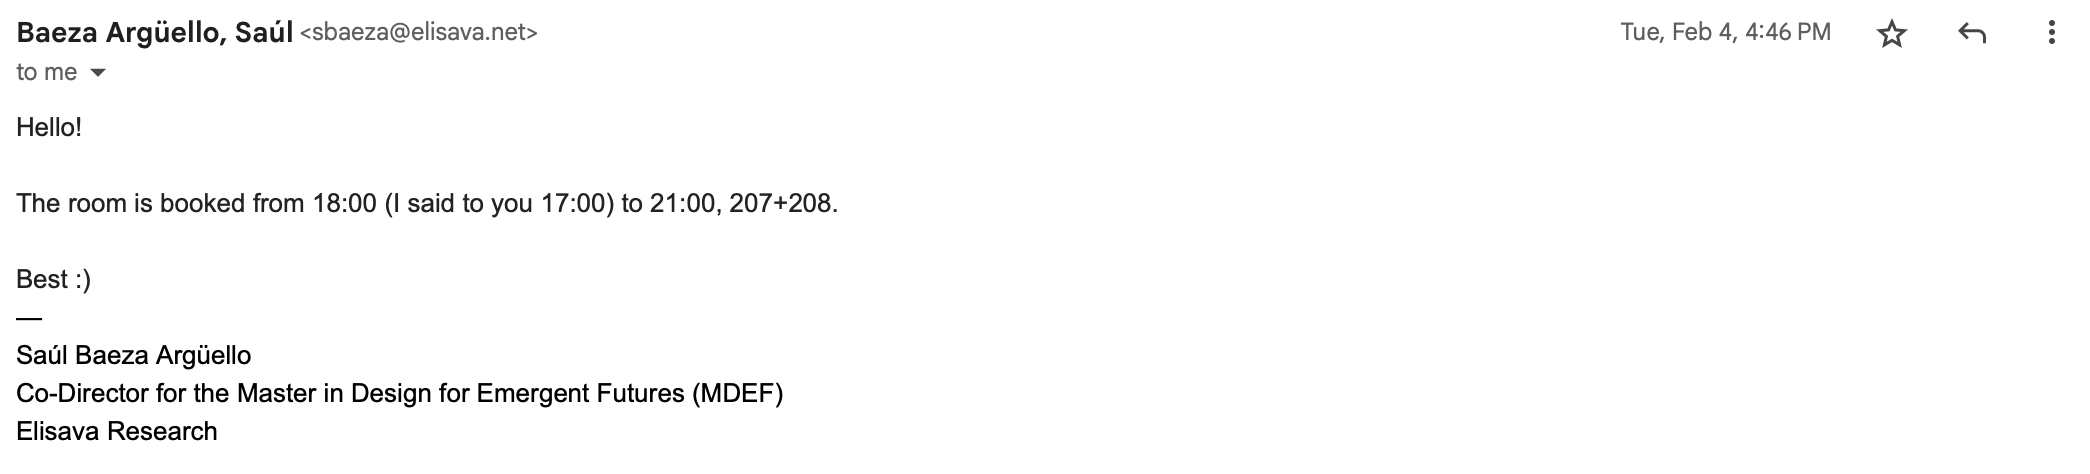 Baeza Argüello, Saúl <sbaeza@elisava.net> Tue, Feb 4, 4:46 PM
to me
Hello!
The room is booked from 18:00 (I said to you 17:00) to 21:00, 207+208.
Best :)
—
Saúl Baeza Argüello
Co-Director for the Master in Design for Emergent Futures (MDEF)
Elisava Research